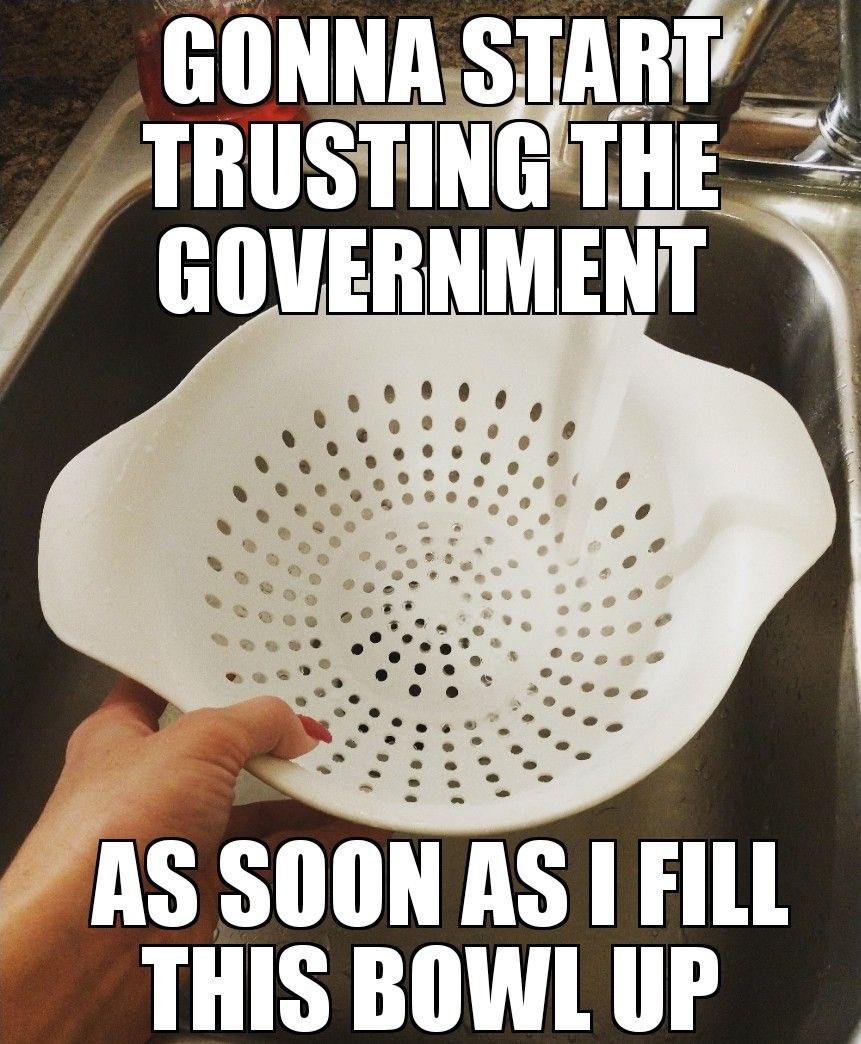 GONNA START
TRUSTING THE
GOVERNMENT
AS SOON AS I FILL
THIS BOWL UP